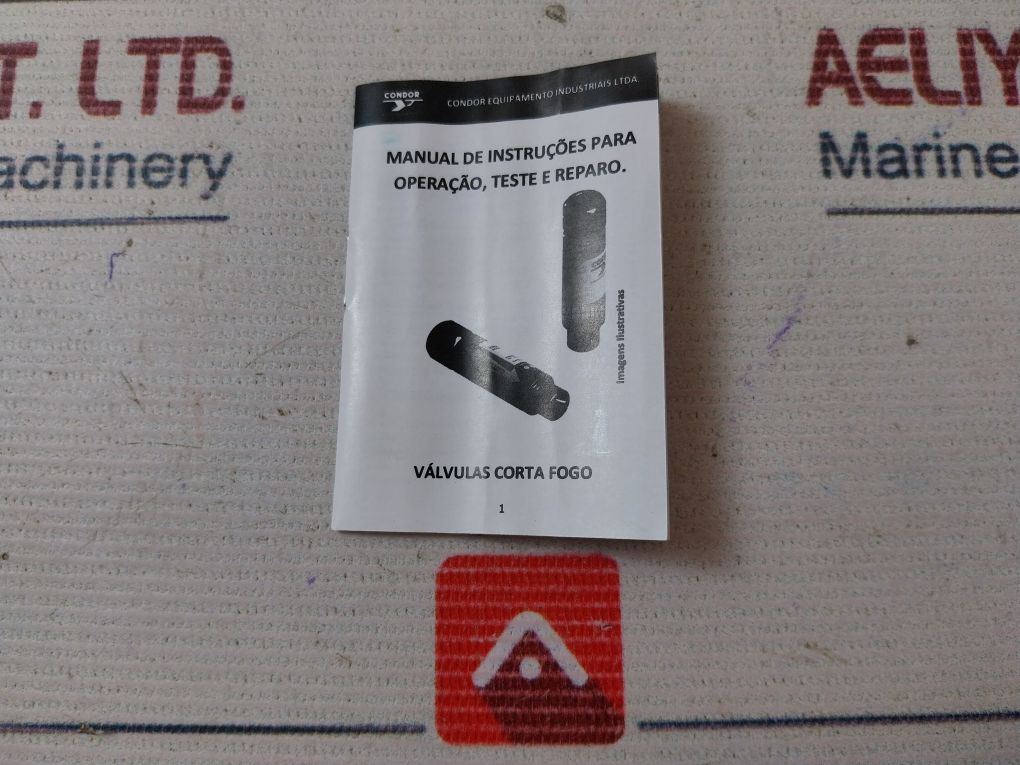 T. LTD.
achinery
AELIY
Marine
CONDOR
CONDOR EQUIPAMENTO INDUSTRIAIS LTDA.
MANUAL DE INSTRUÇÕES PARA
OPERAÇÃO, TESTE E REPARO.
Imagens Ilustrativas
VÁLVULAS CORTA FOGO
1